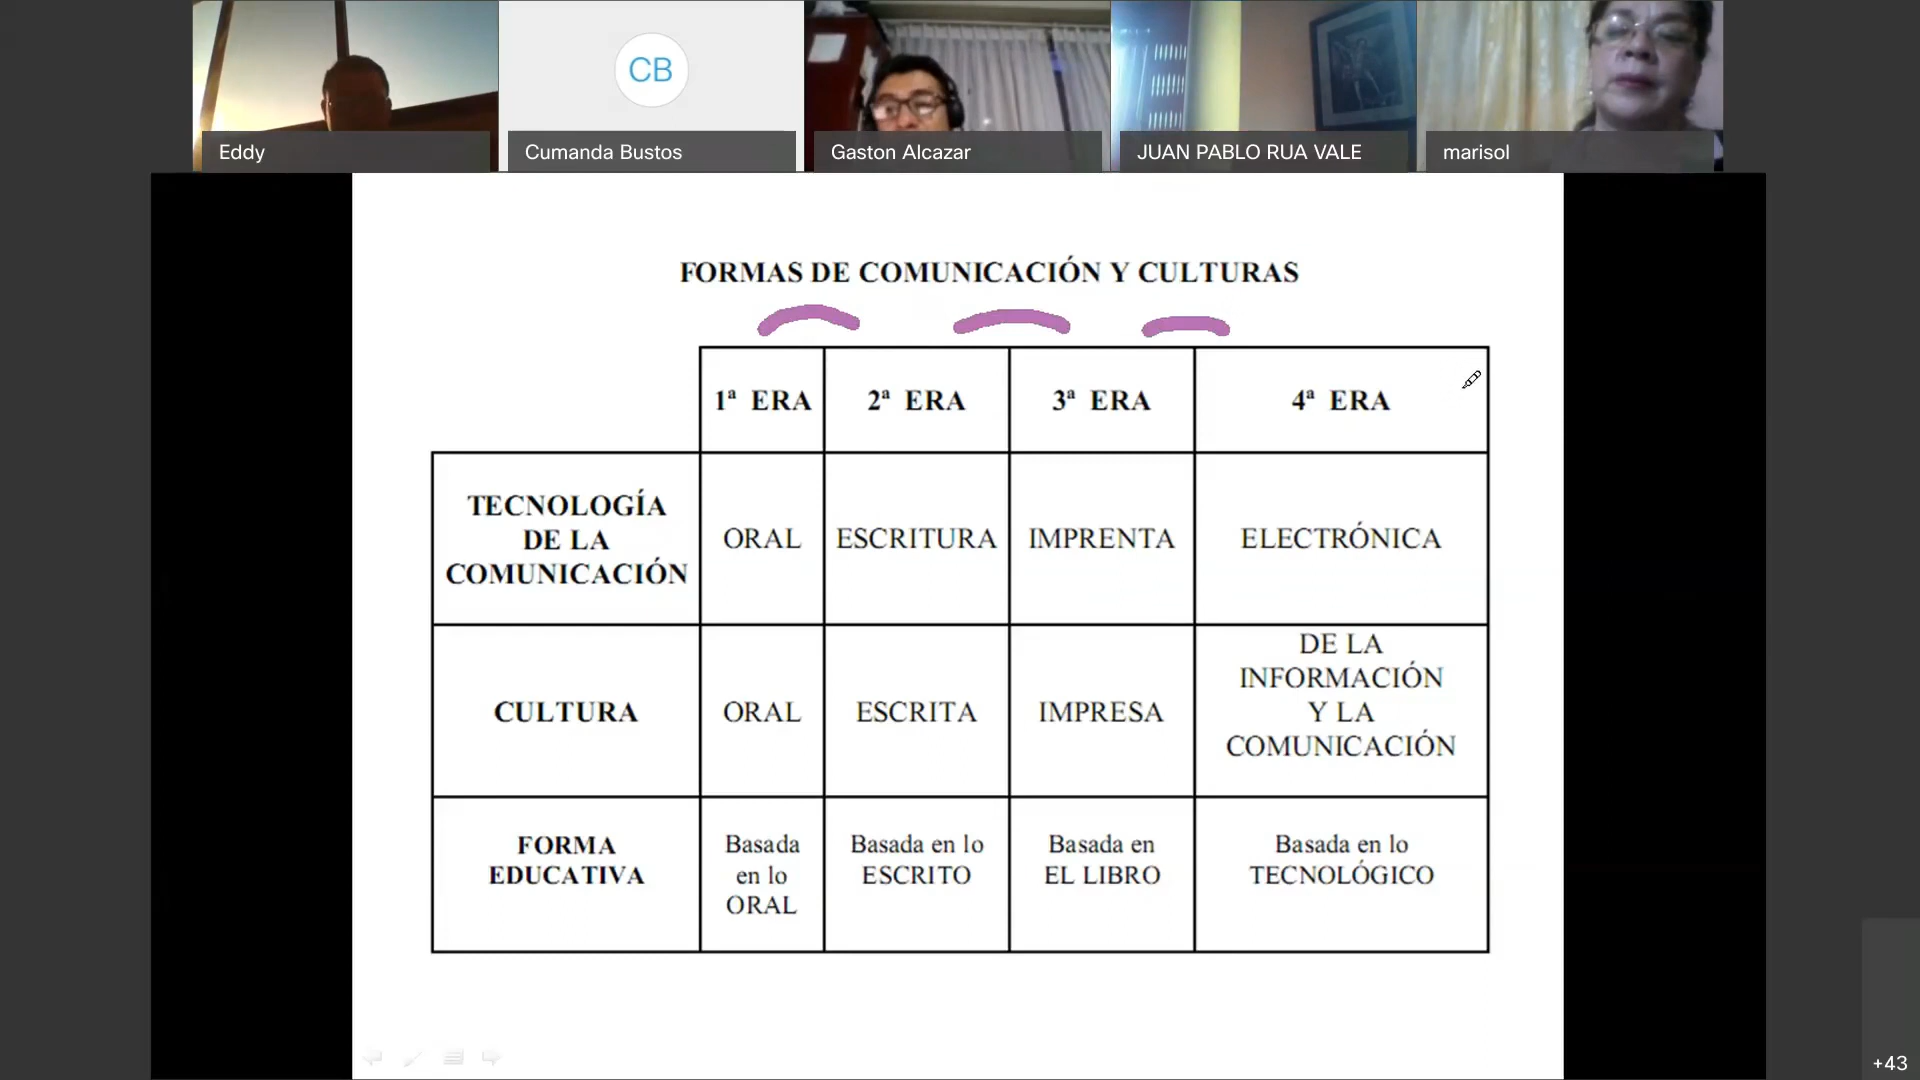 CB
Eddy
Cumanda Bustos
Gaston Alcazar
JUAN PABLO RUA VALE
marisol
FORMAS DE COMUNICACIÓN Y CULTURAS
1ª ERA
2ª ERA
3ª ERA
4ª ERA
TECNOLOGÍA
DE LA
COMUNICACIÓN
ORAL
ESCRITURA
IMPRENTA
ELECTRÓNICA
CULTURA
ORAL
ESCRITA
IMPRESA
DE LA
INFORMACIÓN
Y LA
COMUNICACIÓN
FORMA
EDUCATIVA
Basada
en lo
ORAL
Basada en lo
ESCRITO
Basada en
EL LIBRO
Basada en lo
TECNOLÓGICO
+43